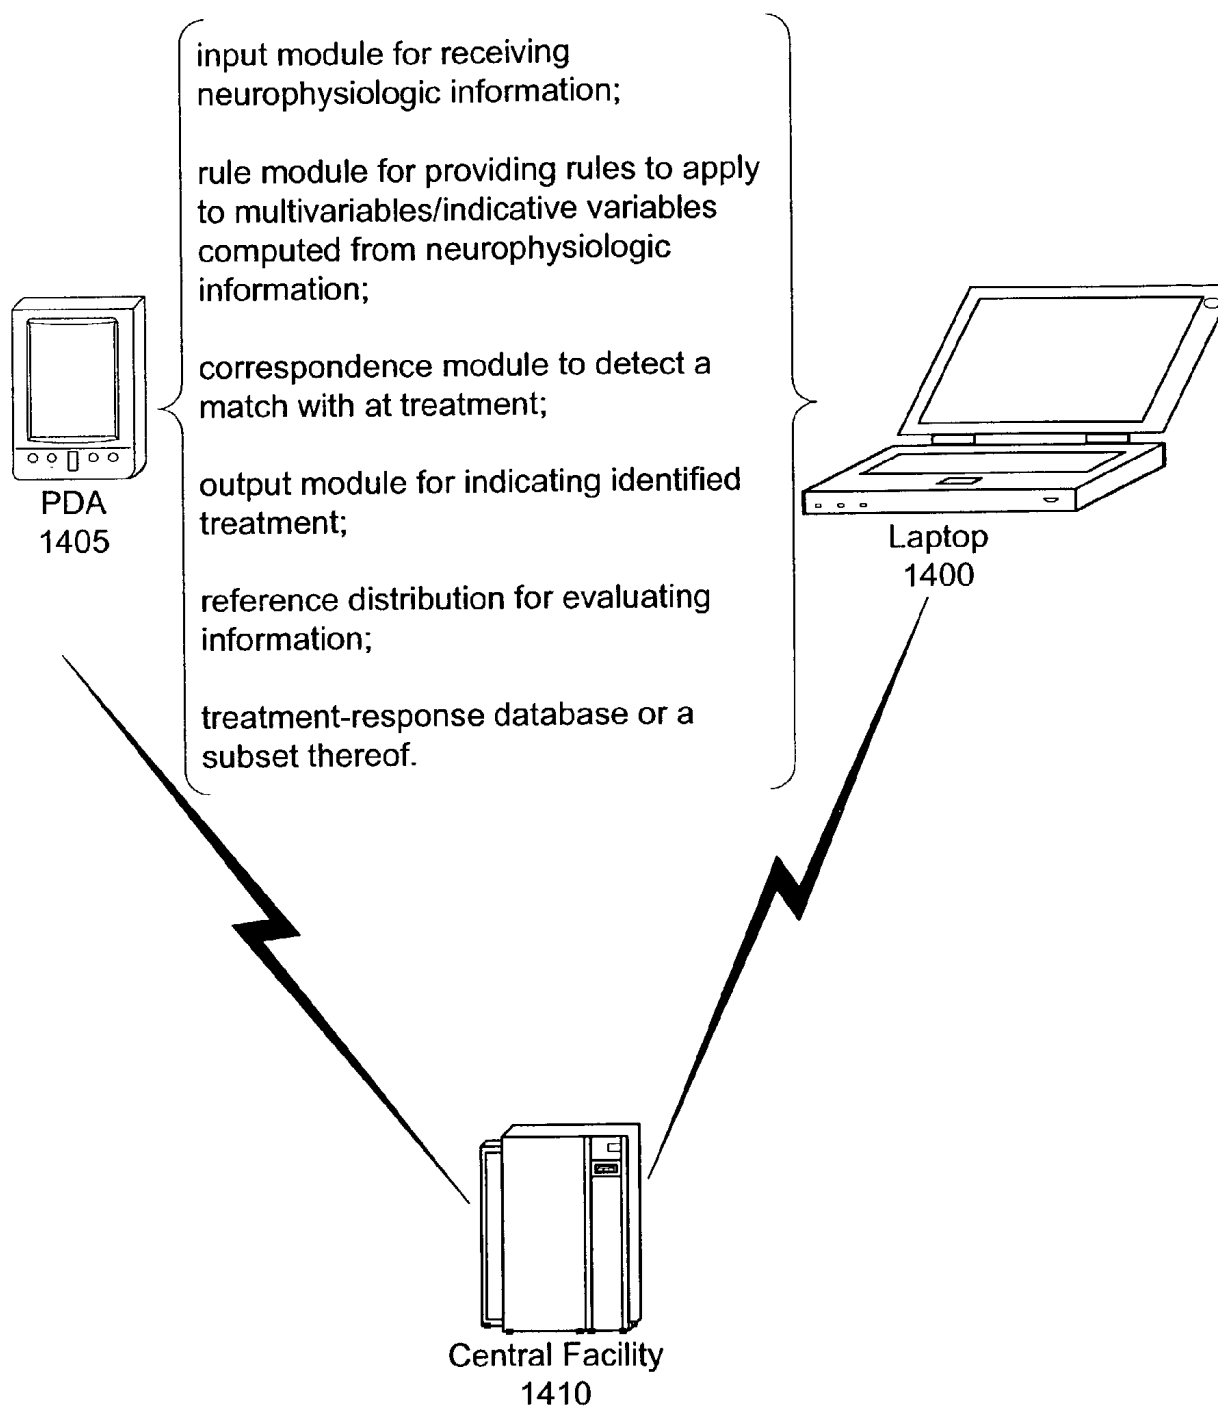 input module for receiving
neurophysiologic information;
rule module for providing rules to apply
to multivariables/indicative variables
computed from neurophysiologic
information;
correspondence module to detect a
match with at treatment;
output module for indicating identified
treatment;
reference distribution for evaluating
information;
treatment-response database or a
subset thereof.
PDA
1405
Laptop
1400
Central Facility
1410